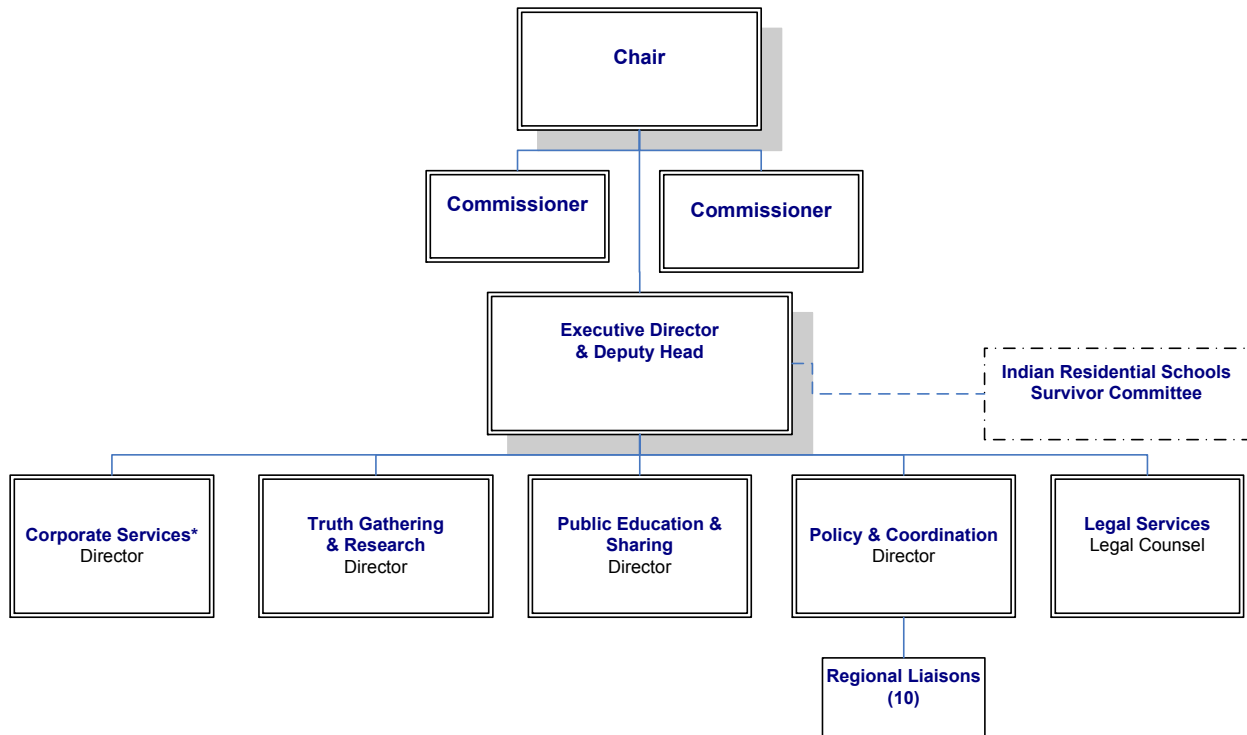 Chair
Commissioner
Commissioner
Executive Director
& Deputy Head
Indian Residential Schools
Survivor Committee
Corporate Services*
Director
Truth Gathering
& Research
Director
Public Education &
Sharing
Director
Policy & Coordination
Director
Legal Services
Legal Counsel
Regional Liaisons
(10)